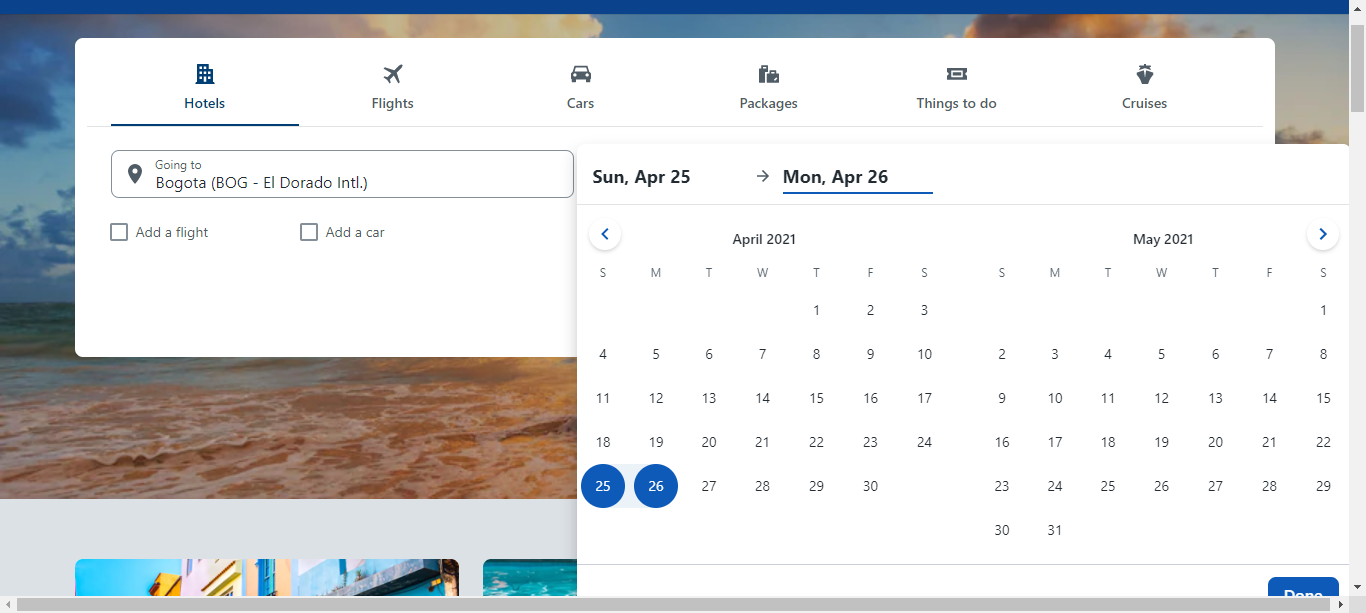 Hotels
Flights
Cars
Packages
Things to do
Cruises
Going to
Bogota (BOG - El Dorado Intl.)
Add a flight
Add a car
Sun, Apr 25
Mon, Apr 26
April 2021
S M T W T F S
1 2 3
4 5 6 7 8 9 10
11 12 13 14 15 16 17
18 19 20 21 22 23 24
25 26 27 28 29 30
May 2021
S M T W T F S
1
2 3 4 5 6 7 8
9 10 11 12 13 14 15
16 17 18 19 20 21 22
23 24 25 26 27 28 29
30 31
Done